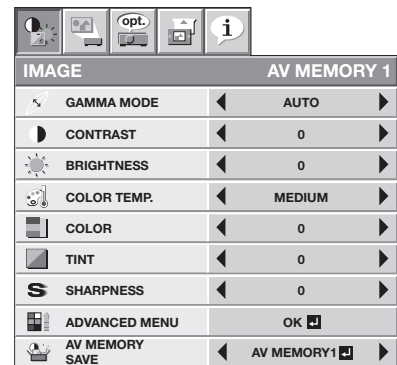 opt.
i
IMAGE AV MEMORY 1
GAMMA MODE AUTO
CONTRAST 0
BRIGHTNESS 0
COLOR TEMP. MEDIUM
COLOR 0
TINT 0
S SHARPNESS 0
ADVANCED MENU OK
AV MEMORY
SAVE AV MEMORY1